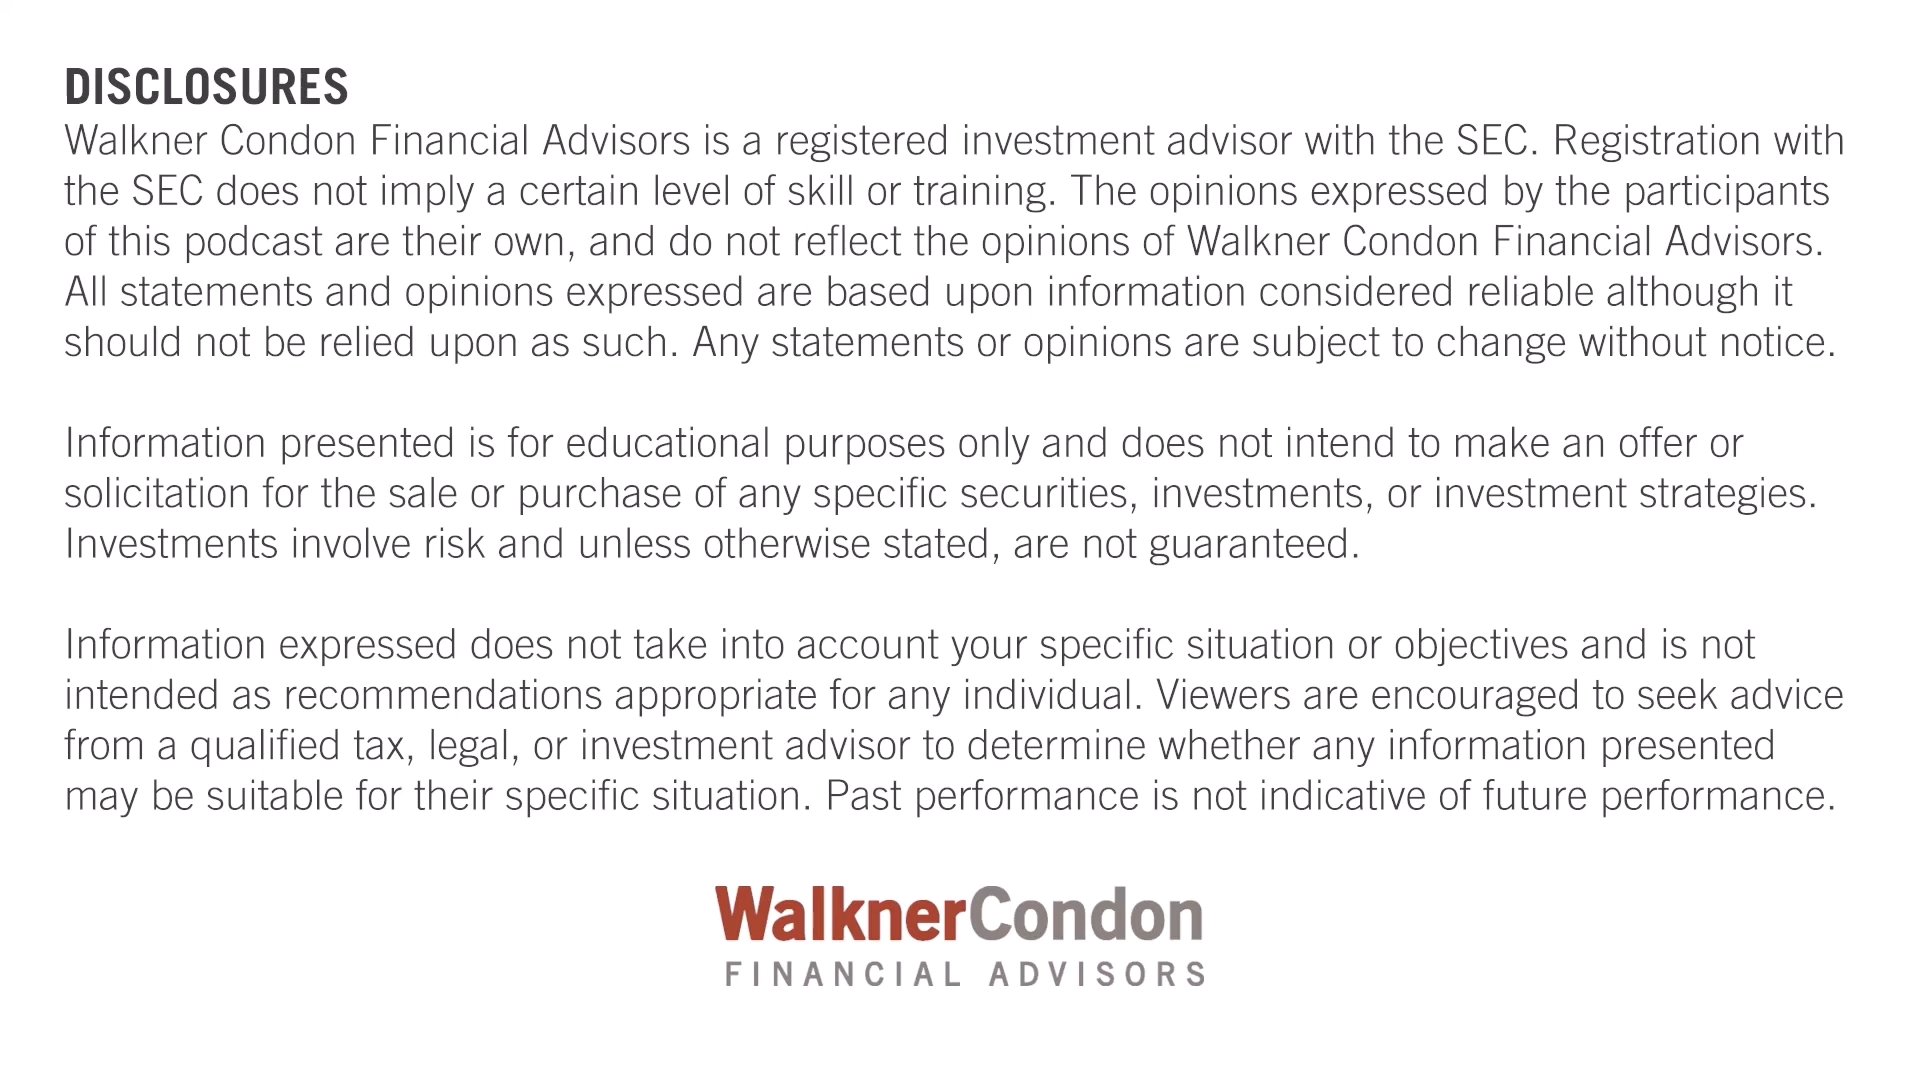 DISCLOSURES
Walkner Condon Financial Advisors is a registered investment advisor with the SEC. Registration with
the SEC does not imply a certain level of skill or training. The opinions expressed by the participants
of this podcast are their own, and do not reflect the opinions of Walkner Condon Financial Advisors.
All statements and opinions expressed are based upon information considered reliable although it
should not be relied upon as such. Any statements or opinions are subject to change without notice.
Information presented is for educational purposes only and does not intend to make an offer or
solicitation for the sale or purchase of any specific securities, investments, or investment strategies.
Investments involve risk and unless otherwise stated, are not guaranteed.
Information expressed does not take into account your specific situation or objectives and is not
intended as recommendations appropriate for any individual. Viewers are encouraged to seek advice
from a qualified tax, legal, or investment advisor to determine whether any information presented
may be suitable for their specific situation. Past performance is not indicative of future performance.
WalknerCondon
FINANCIAL ADVISORS